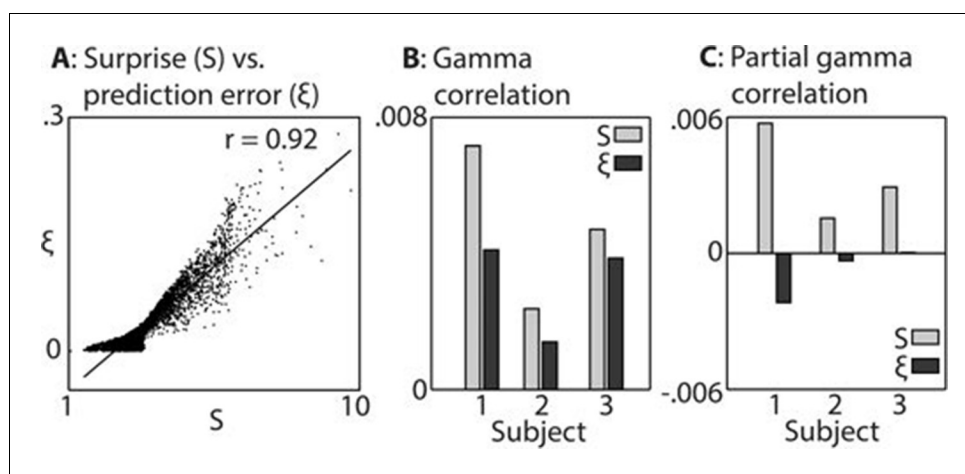 A: Surprise (S) vs.
prediction error (ξ)
.3
r = 0.92
ξ
0
1
S
10
B: Gamma
correlation
.008
S
ξ
0
1 2 3
Subject
C: Partial gamma
correlation
.006
0
S
ξ
-.006
1 2 3
Subject